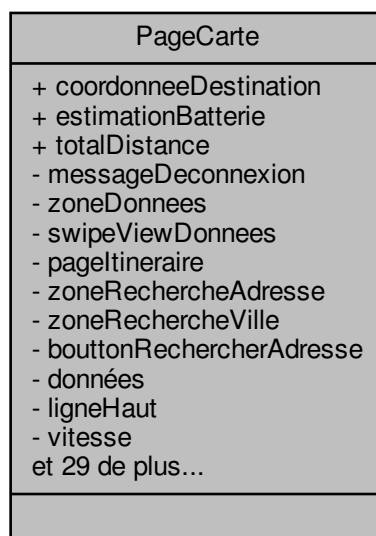 PageCarte
+ coordonneeDestination
+ estimationBatterie
+ totalDistance
- messageDeconnexion
- zoneDonnees
- swipeViewDonnees
- pageItineraire
- zoneRechercheAdresse
- zoneRechercheVille
- bouttonRechercherAdresse
- données
- ligneHaut
- vitesse
et 29 de plus...